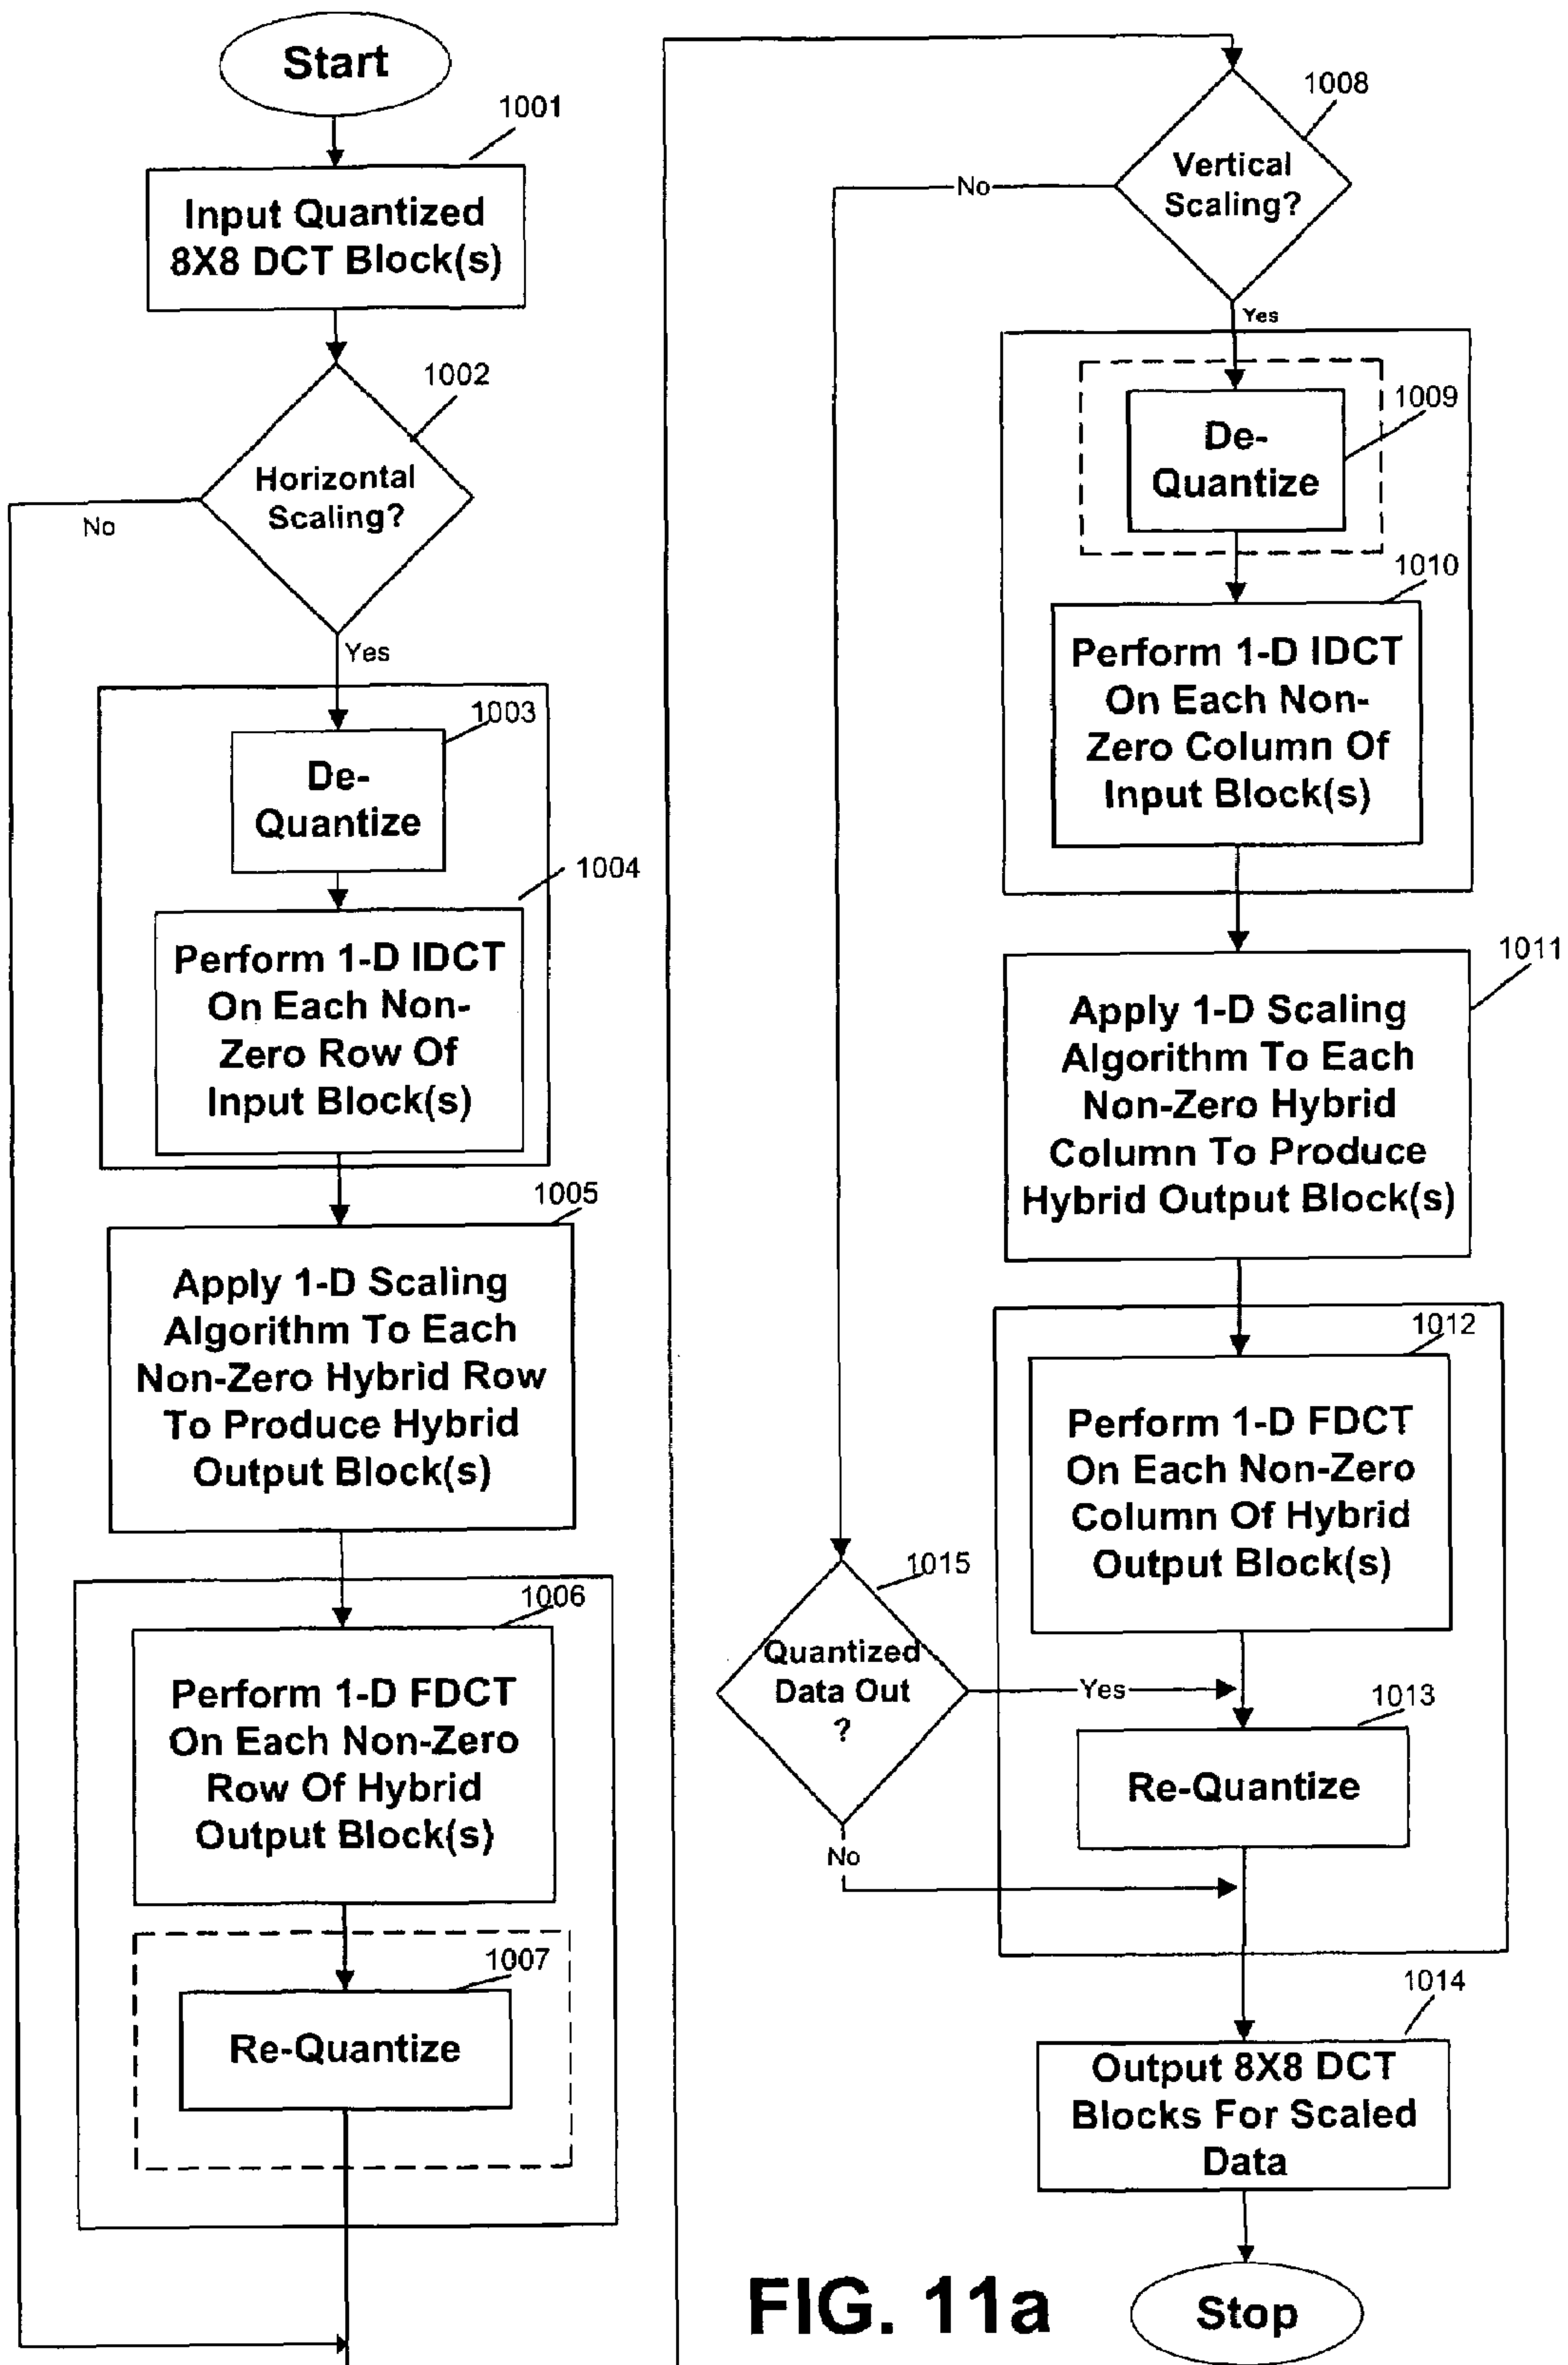 Start
1001
Input Quantized
8X8 DCT Block(s)
1002
Horizontal
Scaling?
No
Yes
1003
De-
Quantize
1004
Perform 1-D IDCT
On Each Non-
Zero Row Of
Input Block(s)
1005
Apply 1-D Scaling
Algorithm To Each
Non-Zero Hybrid Row
To Produce Hybrid
Output Block(s)
1006
Perform 1-D FDCT
On Each Non-Zero
Row Of Hybrid
Output Block(s)
1007
Re-Quantize
1008
Vertical
Scaling?
No
Yes
1009
De-
Quantize
1010
Perform 1-D IDCT
On Each Non-
Zero Column Of
Input Block(s)
1011
Apply 1-D Scaling
Algorithm To Each
Non-Zero Hybrid
Column To Produce
Hybrid Output Block(s)
1012
Perform 1-D FDCT
On Each Non-Zero
Column Of Hybrid
Output Block(s)
1015
Quantized
Data Out
?
Yes
No
1013
Re-Quantize
1014
Output 8X8 DCT
Blocks For Scaled
Data
Stop
FIG. 11a